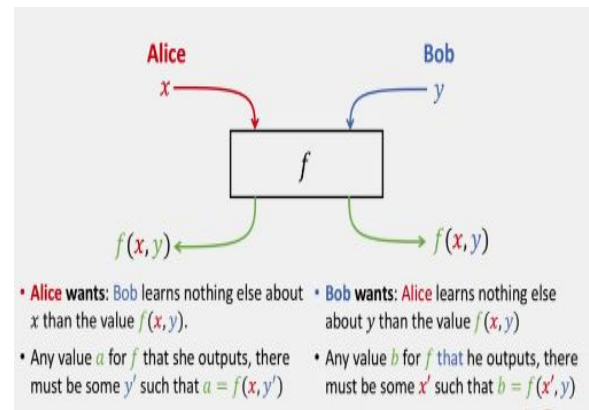 Alice Bob
x y
f
f(x,y) f(x,y)
• Alice wants: Bob learns nothing else about
x than the value f(x,y).
• Any value a for f that she outputs, there
must be some y′ such that a = f(x,y′)
• Bob wants: Alice learns nothing else
about y than the value f(x,y)
• Any value b for f that he outputs, there
must be some x′ such that b = f(x′,y)